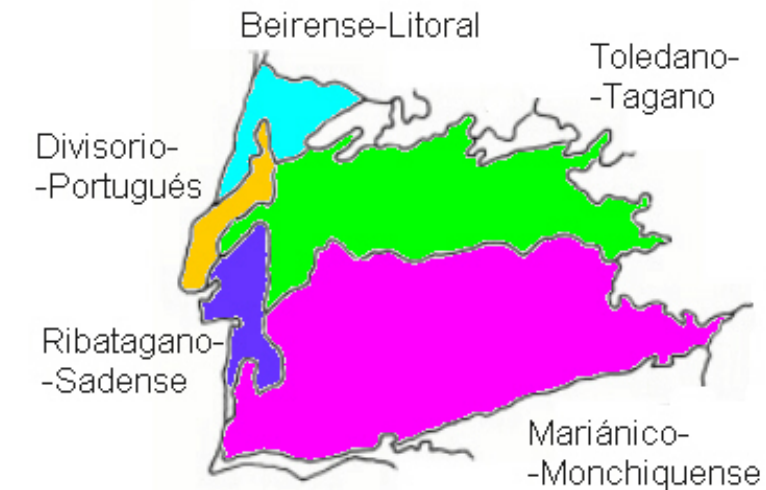 Beirense-Litoral
Toledano-
-Tagano
Divisorio-
-Portugués
Ribatagano-
-Sadense
Mariánico-
-Monchiquense